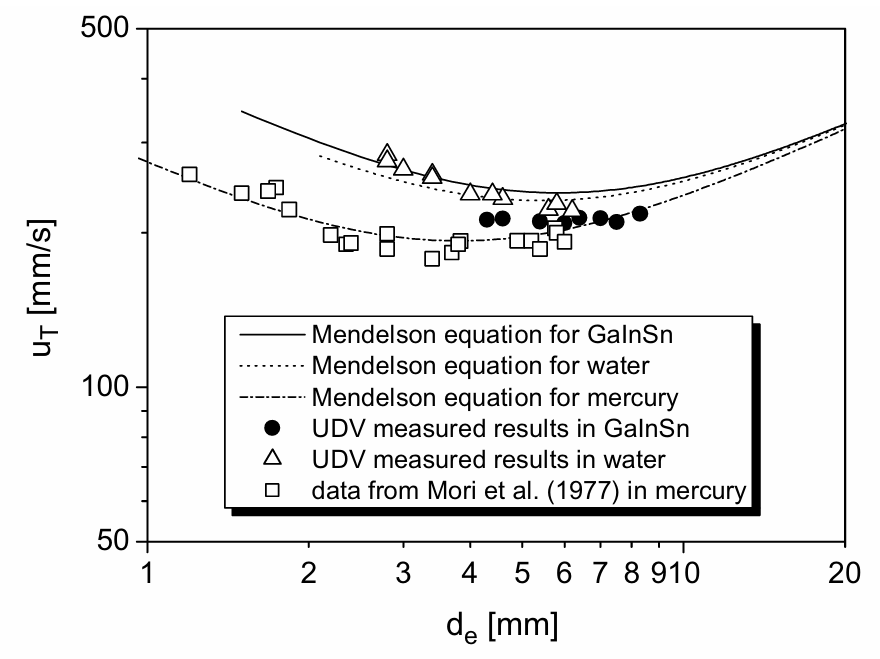 500
100
50
u_T [mm/s]
Mendelson equation for GaInSn
Mendelson equation for water
Mendelson equation for mercury
UDV measured results in GaInSn
UDV measured results in water
data from Mori et al. (1977) in mercury
1 2 3 4 5 6 7 8 9 10 20
d_e [mm]